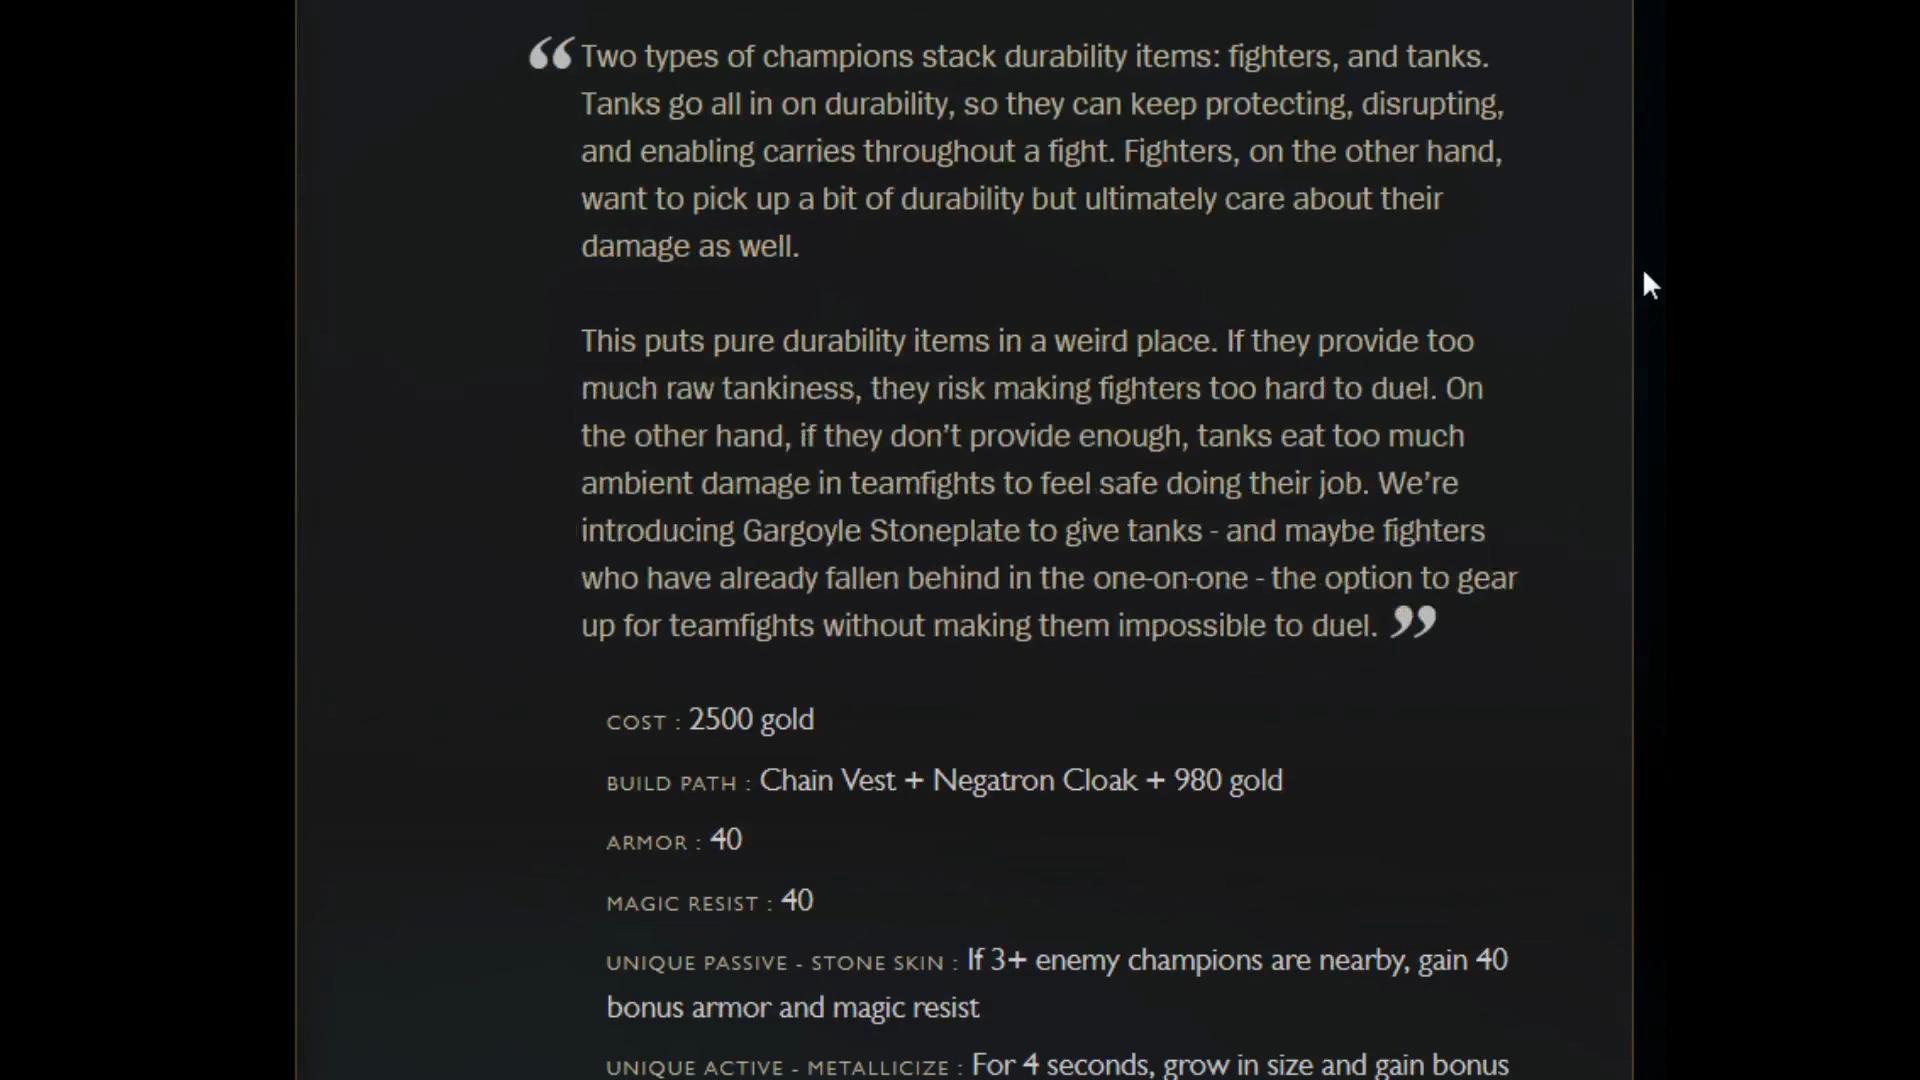 “Two types of champions stack durability items: fighters, and tanks.
Tanks go all in on durability, so they can keep protecting, disrupting,
and enabling carries throughout a fight. Fighters, on the other hand,
want to pick up a bit of durability but ultimately care about their
damage as well.
This puts pure durability items in a weird place. If they provide too
much raw tankiness, they risk making fighters too hard to duel. On
the other hand, if they don’t provide enough, tanks eat too much
ambient damage in teamfights to feel safe doing their job. We’re
introducing Gargoyle Stoneplate to give tanks - and maybe fighters
who have already fallen behind in the one-on-one - the option to gear
up for teamfights without making them impossible to duel. ”
COST : 2500 gold
BUILD PATH : Chain Vest + Negatron Cloak + 980 gold
ARMOR : 40
MAGIC RESIST : 40
UNIQUE PASSIVE - STONE SKIN : If 3+ enemy champions are nearby, gain 40
bonus armor and magic resist
UNIQUE ACTIVE - METALLICIZE : For 4 seconds, grow in size and gain bonus